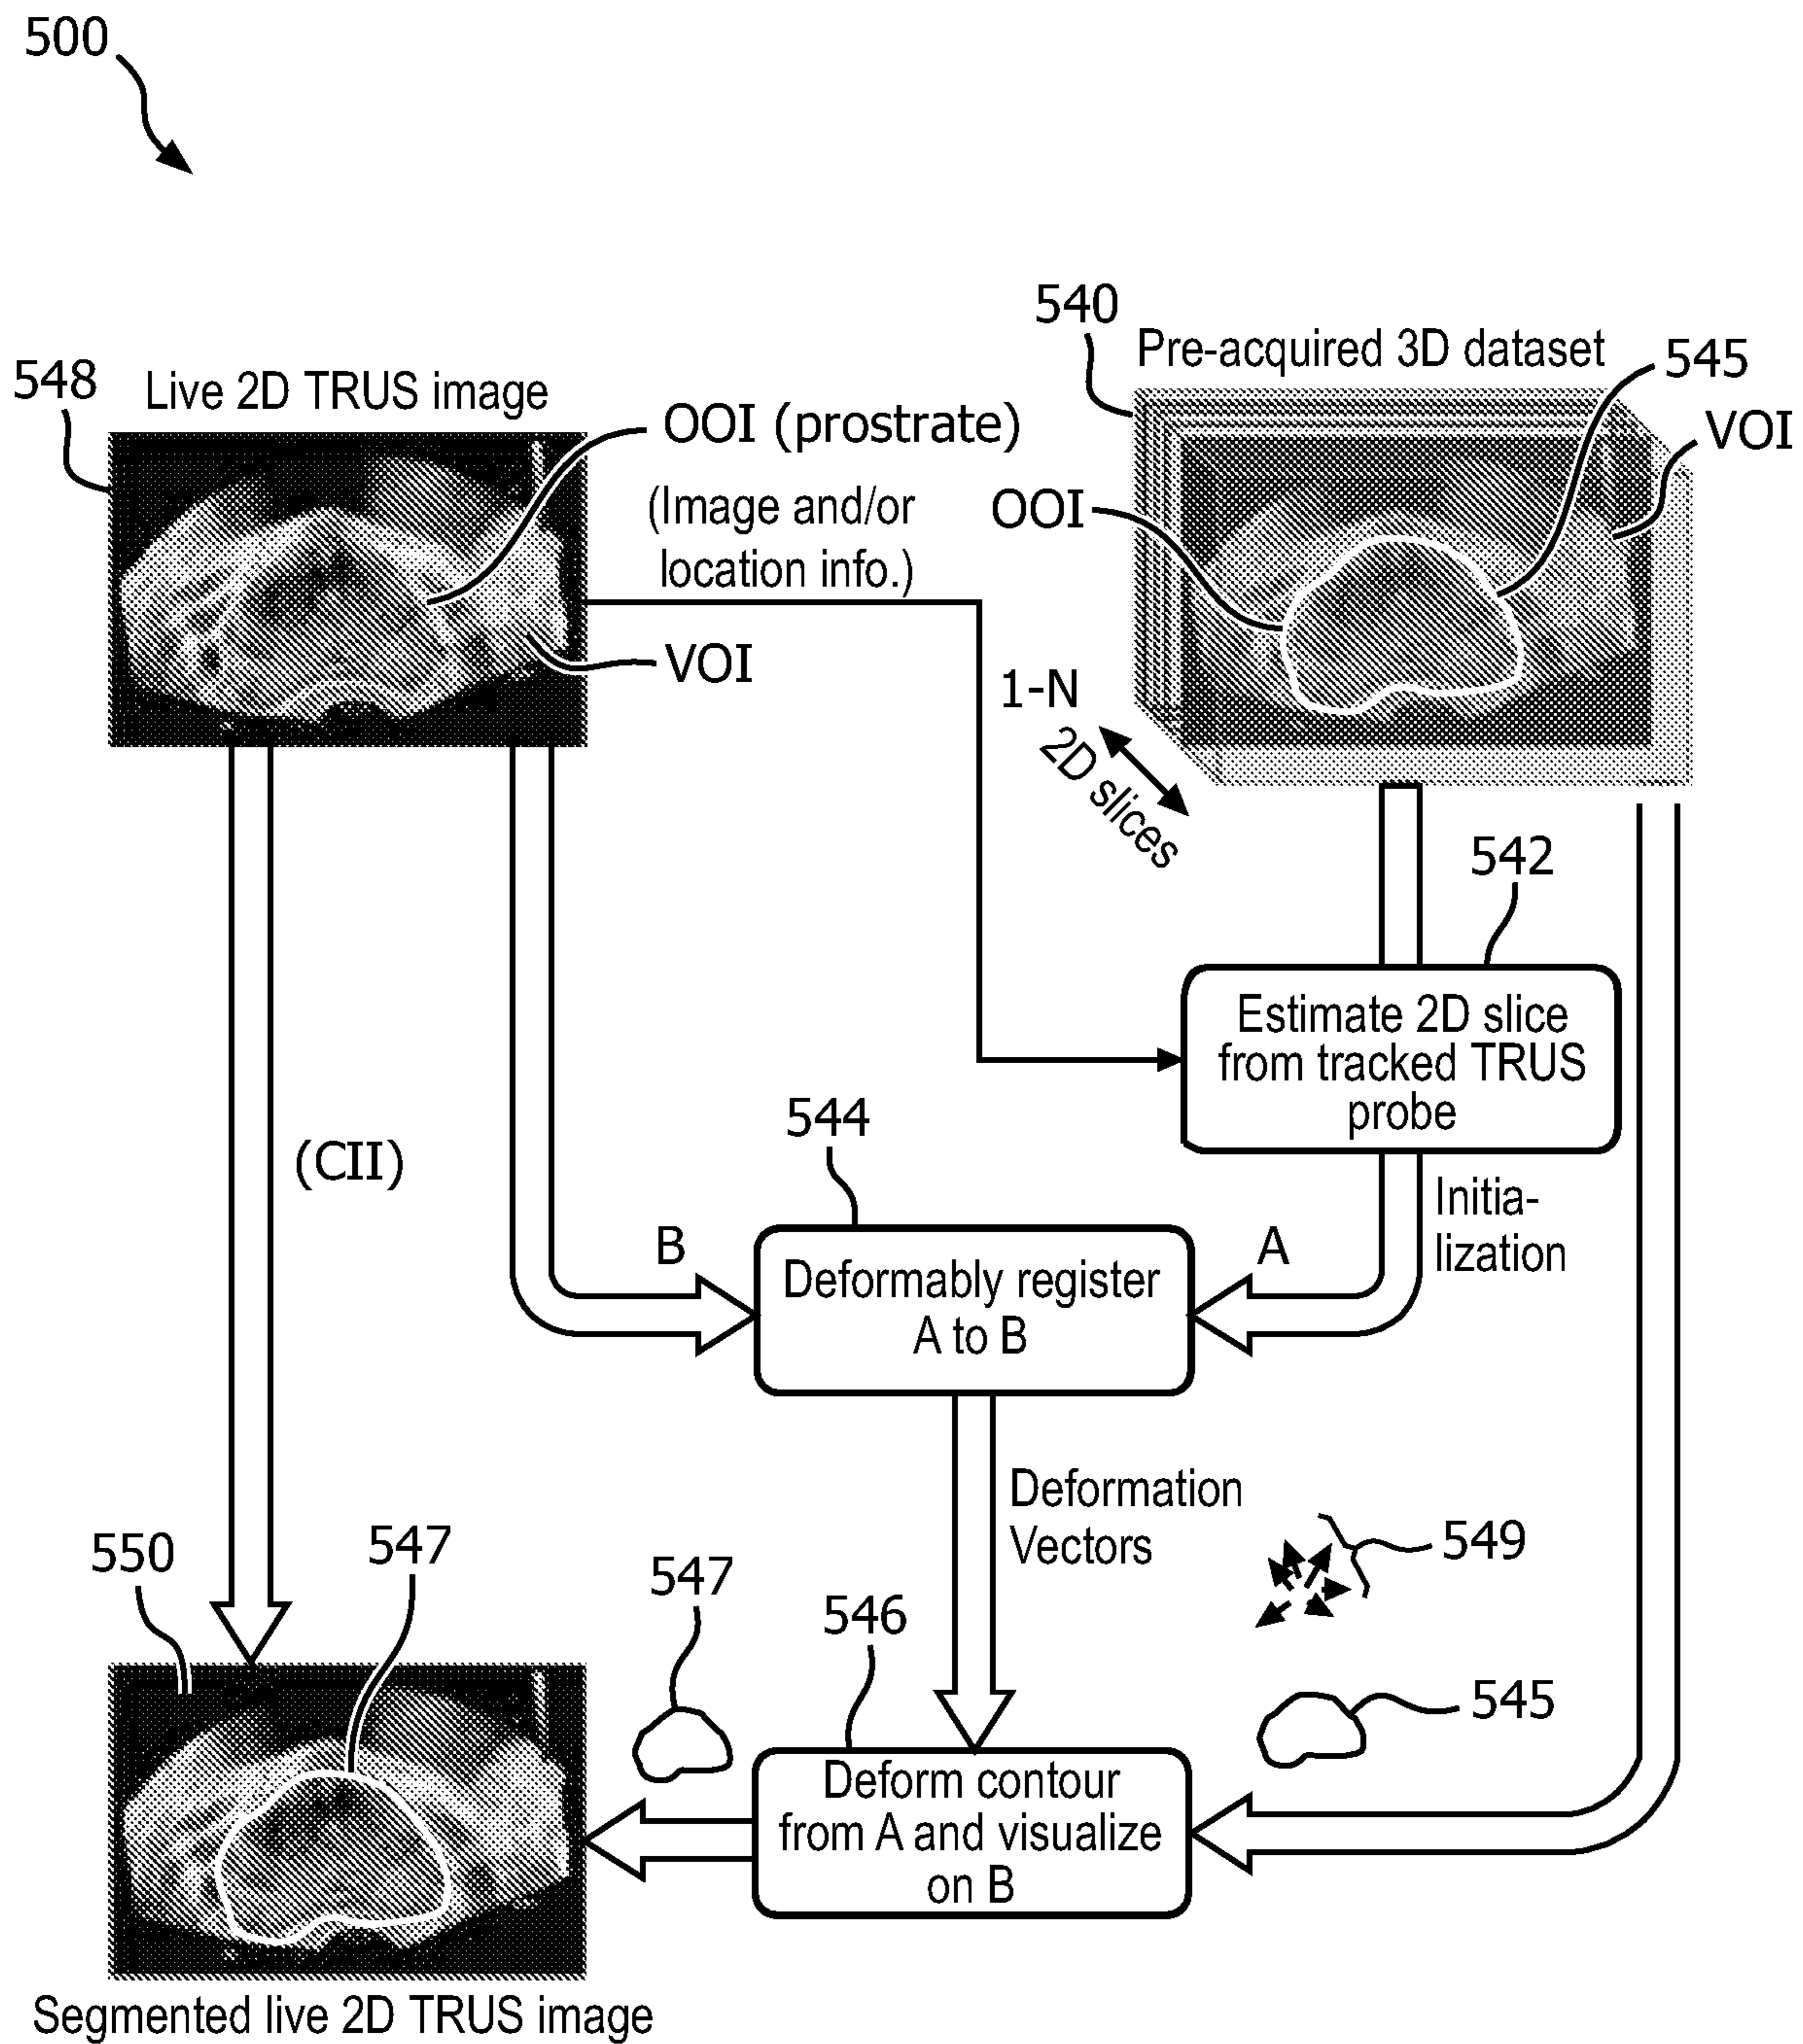 500
540
Pre-acquired 3D dataset
545
548
Live 2D TRUS image
OOI (prostrate)
VOI
(Image and/or
location info.)
OOI
VOI
1-N
2D slices
542
Estimate 2D slice
from tracked TRUS
probe
544
(CII)
Initia-
lization
B
A
Deformably register
A to B
Deformation
Vectors
549
550
547
547
546
545
Deform contour
from A and visualize
on B
Segmented live 2D TRUS image